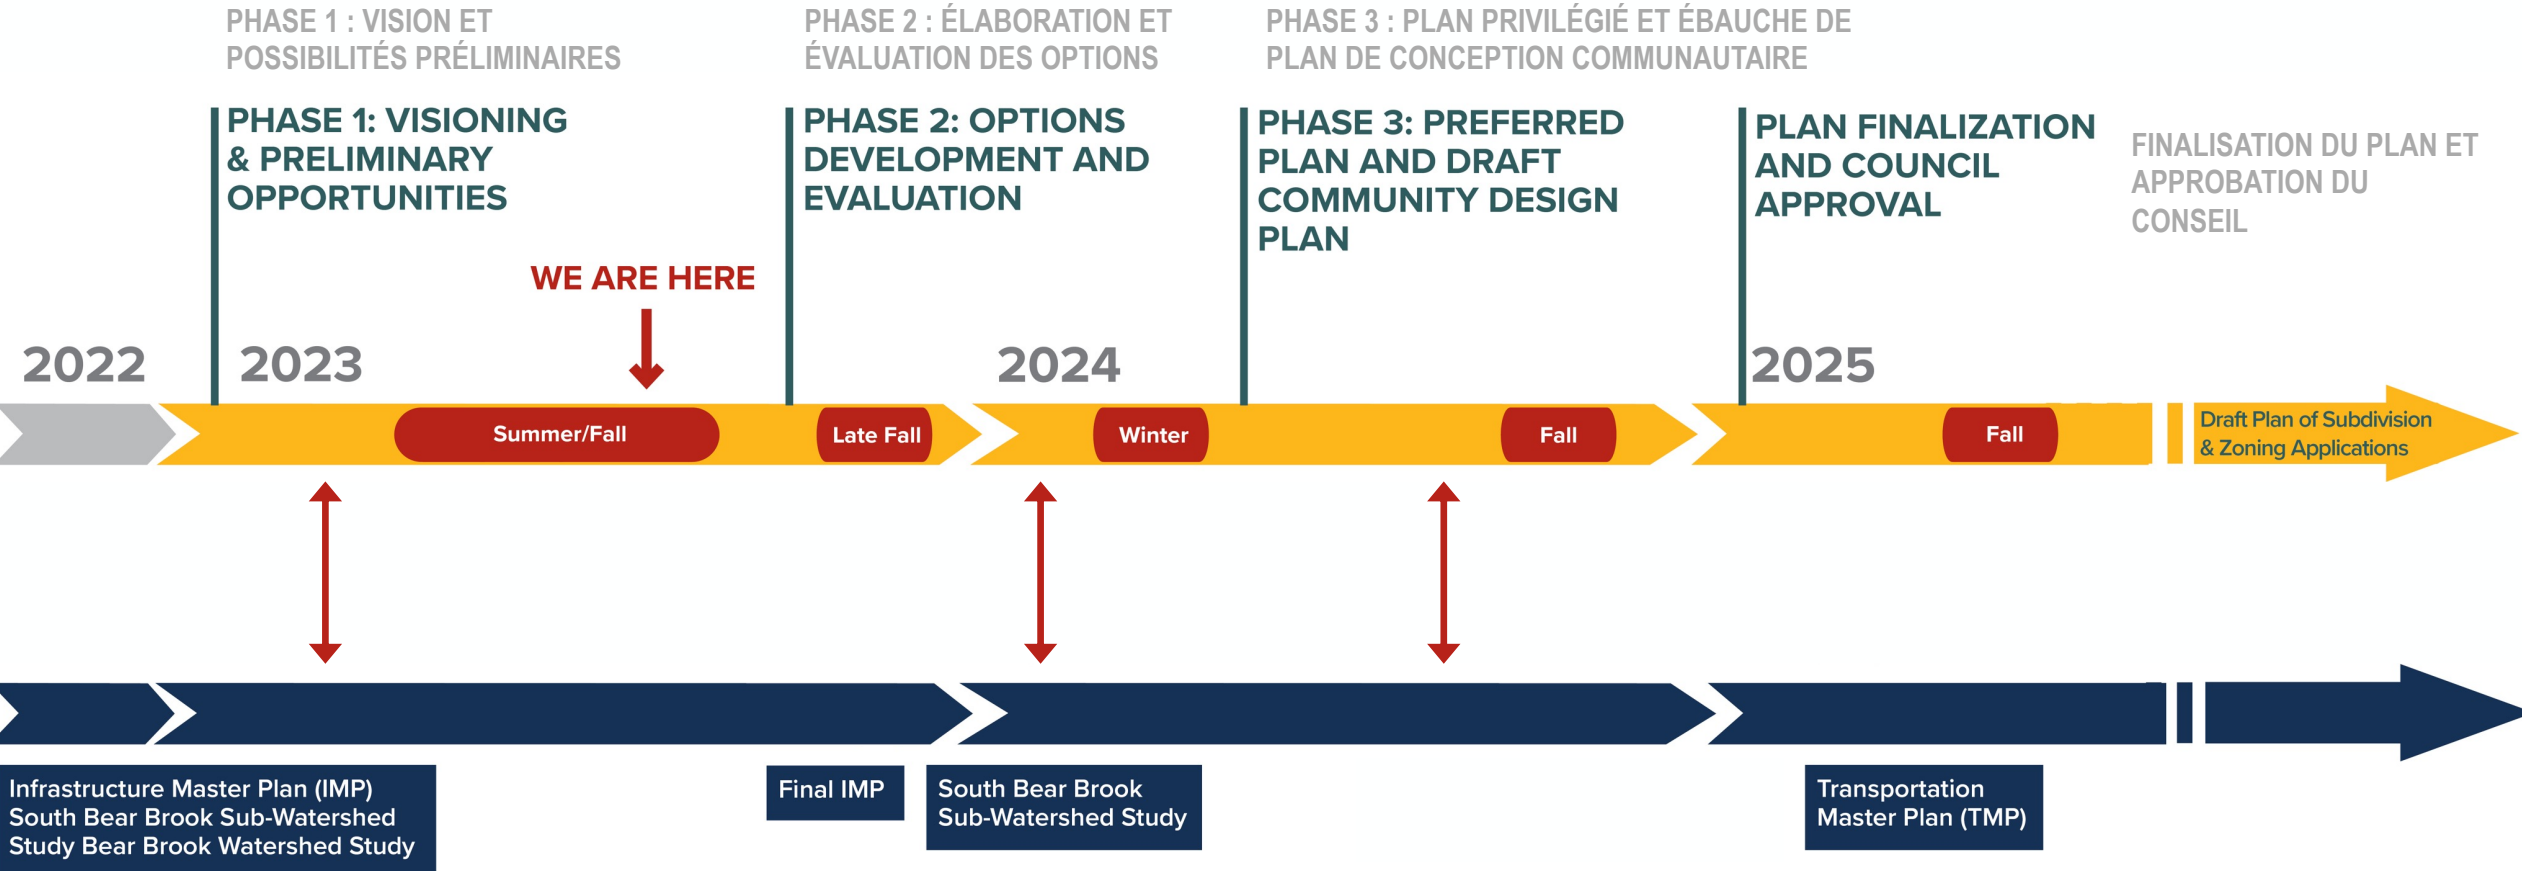 PHASE 1 : VISION ET
POSSIBILITÉS PRÉLIMINAIRES
PHASE 2 : ÉLABORATION ET
ÉVALUATION DES OPTIONS
PHASE 3 : PLAN PRIVILÉGIÉ ET ÉBAUCHE DE
PLAN DE CONCEPTION COMMUNAUTAIRE
PHASE 1: VISIONING
& PRELIMINARY
OPPORTUNITIES
PHASE 2: OPTIONS
DEVELOPMENT AND
EVALUATION
PHASE 3: PREFERRED
PLAN AND DRAFT
COMMUNITY DESIGN
PLAN
PLAN FINALIZATION
AND COUNCIL
APPROVAL
FINALISATION DU PLAN ET
APPROBATION DU
CONSEIL
WE ARE HERE
2022
2023
2024
2025
Summer/Fall
Late Fall
Winter
Fall
Fall
Draft Plan of Subdivision
& Zoning Applications
Infrastructure Master Plan (IMP)
South Bear Brook Sub-Watershed
Study Bear Brook Watershed Study
Final IMP
South Bear Brook
Sub-Watershed Study
Transportation
Master Plan (TMP)